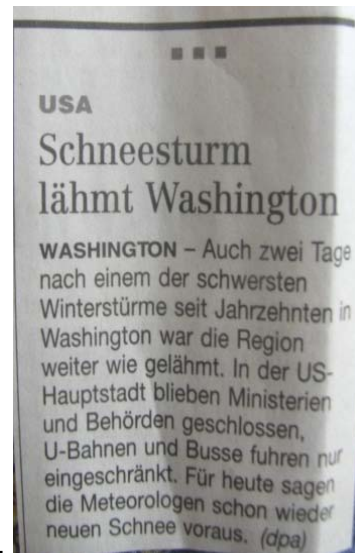 USA
Schneesturm
lähmt Washington
WASHINGTON – Auch zwei Tage
nach einem der schwersten
Winterstürme seit Jahrzehnten in
Washington war die Region
weiter wie gelähmt. In der US-
Hauptstadt blieben Ministerien
und Behörden geschlossen,
U-Bahnen und Busse fuhren nur
eingeschränkt. Für heute sagen
die Meteorologen schon wieder
neuen Schnee voraus. (dpa)